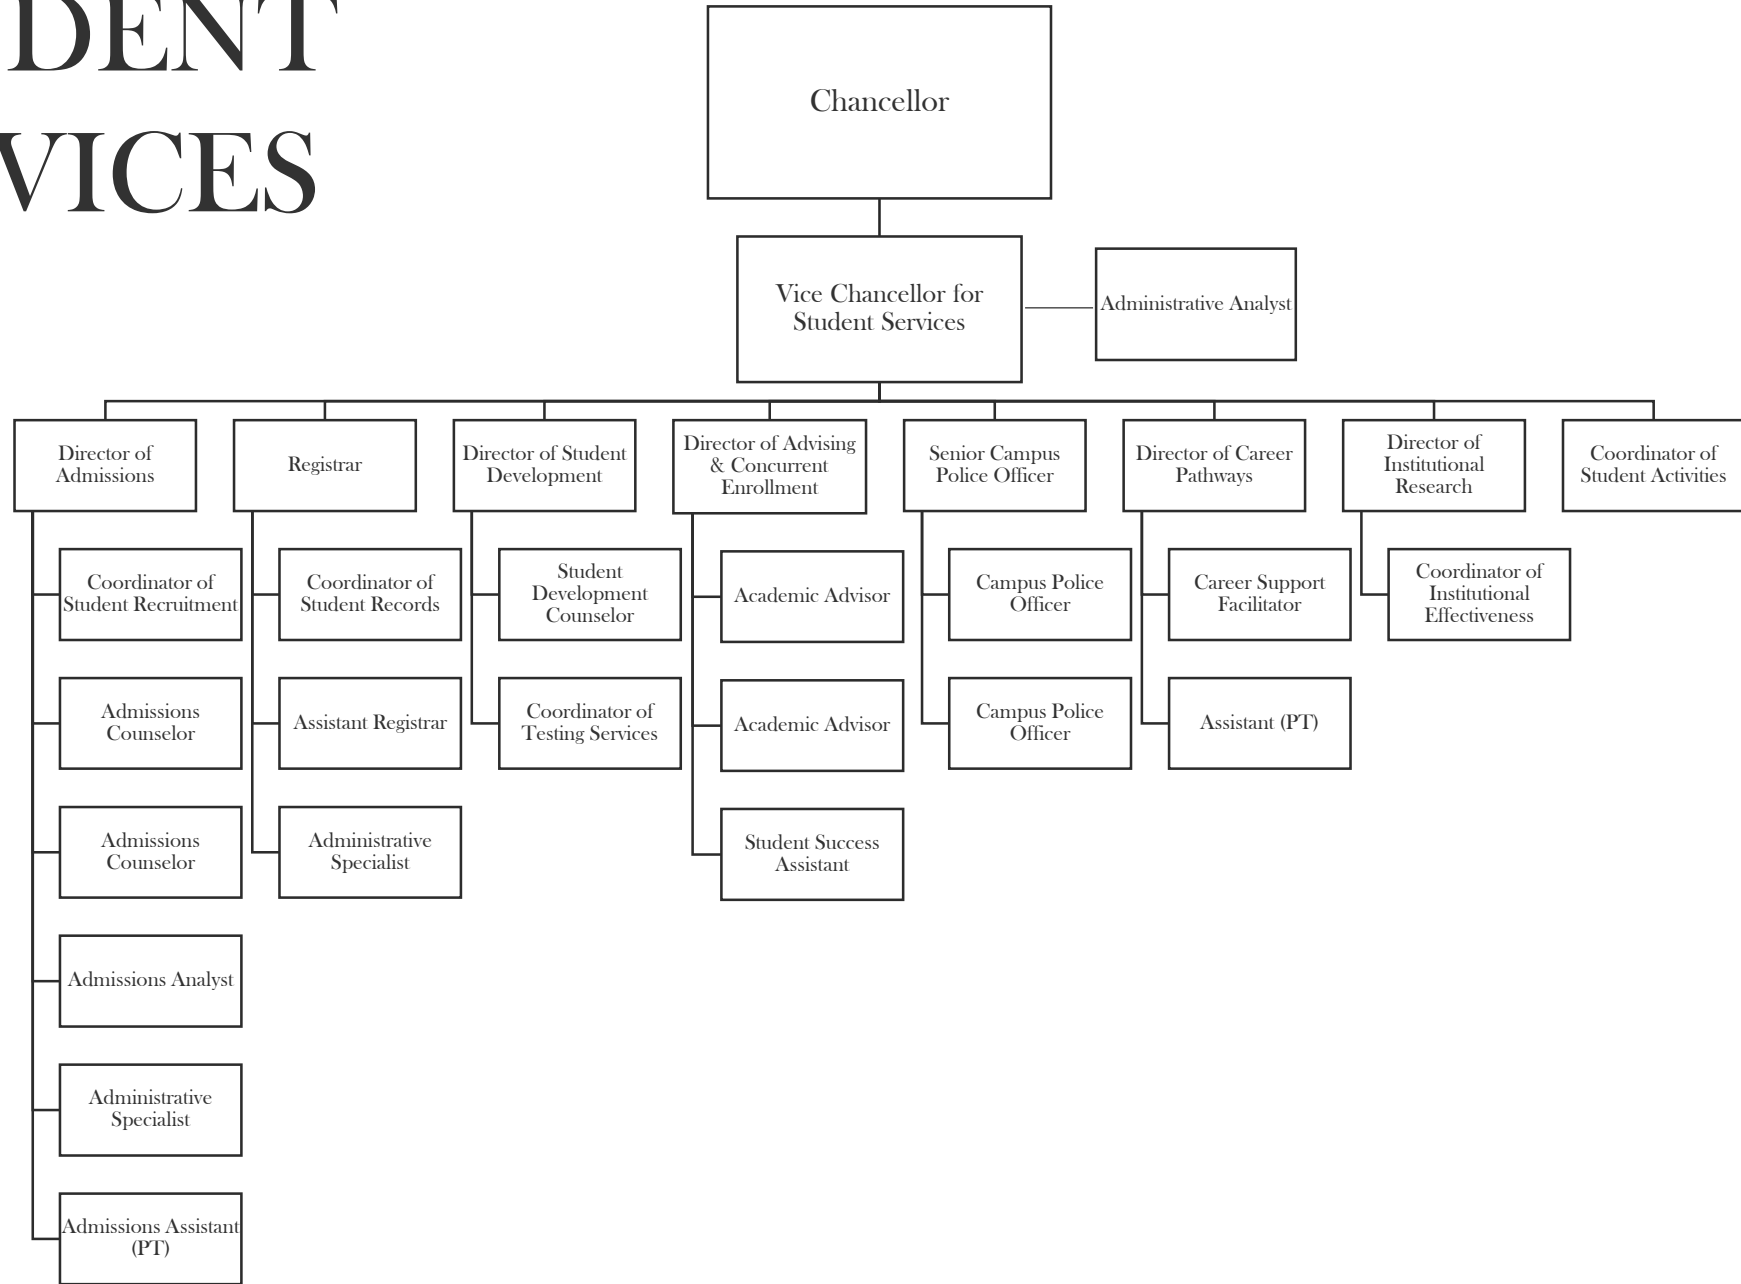 DENT
VICES
Chancellor
Vice Chancellor for
Student Services
Administrative Analyst
Director of
Admissions
Registrar
Director of Student
Development
Director of Advising
& Concurrent
Enrollment
Senior Campus
Police Officer
Director of Career
Pathways
Director of
Institutional
Research
Coordinator of
Student Activities
Coordinator of
Student Recruitment
Admissions
Counselor
Admissions
Counselor
Admissions Analyst
Administrative
Specialist
Admissions Assistant
(PT)
Coordinator of
Student Records
Assistant Registrar
Administrative
Specialist
Student
Development
Counselor
Coordinator of
Testing Services
Academic Advisor
Academic Advisor
Student Success
Assistant
Campus Police
Officer
Campus Police
Officer
Career Support
Facilitator
Assistant (PT)
Coordinator of
Institutional
Effectiveness